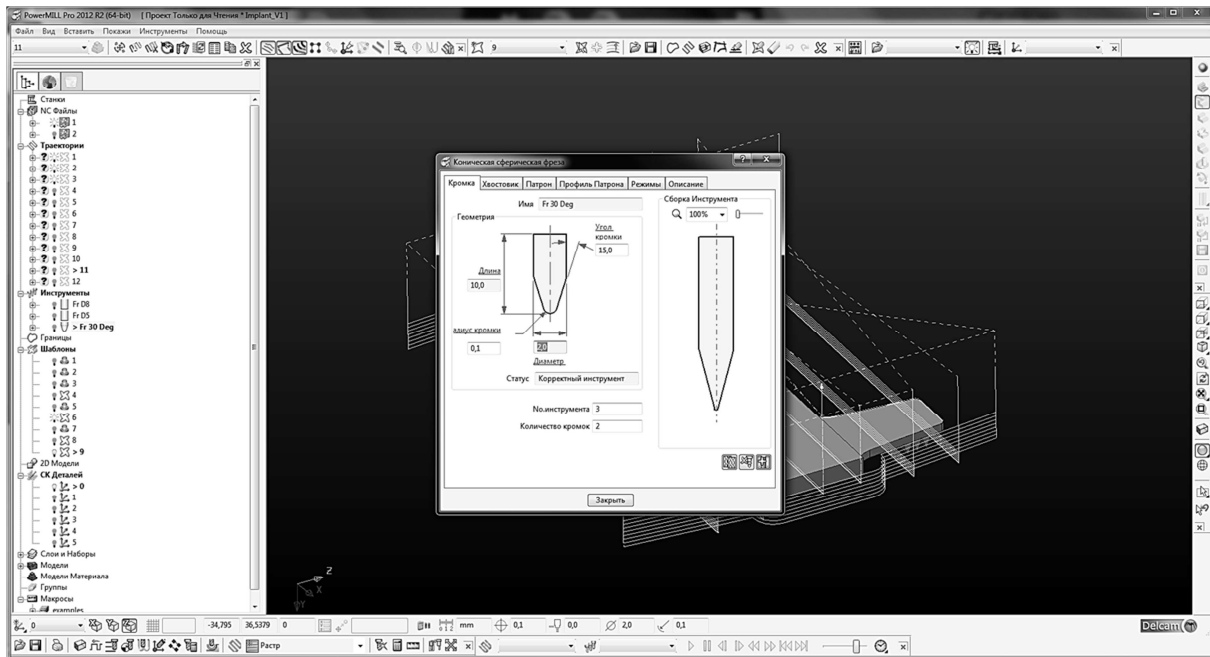 PowerMILL Pro 2012 R2 (64-bit) [ Проект Только для Чтения * Implant_V1 ]
Файл Вид Вставить Покажи Инструменты Помощь
11
9
Станки
NC Файлы
1
2
Траектории
1
2
3
4
5
6
7
8
9
10
> 11
12
Инструменты
Fr D8
Fr D5
> Fr 30 Deg
Границы
Шаблоны
1
2
3
4
5
6
7
8
> 9
2D Модели
СК Деталей
> 0
1
2
3
4
5
Слои и Наборы
Модели
Модели Материала
Группы
Макросы
examples
Коническая сферическая фреза
Кромка Хвостовик Патрон Профиль Патрона Режимы Описание
Имя Fr 30 Deg
Геометрия
Угол
кромки
15,0
Длина
10,0
адиус кромки
0,1
2,0
Диаметр
Статус Корректный инструмент
No.инструмента 3
Количество кромок 2
Сборка Инструмента
100%
Закрыть
Z
X
Y
0 -34,795 36,5379 0 mm 0,1 0,0 2,0 0,1
Delcam
Растр